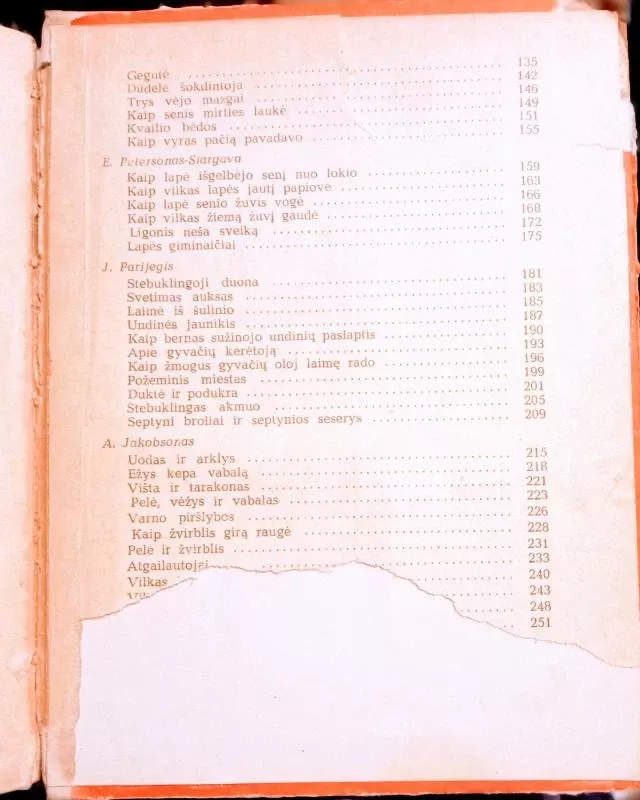 Gegutė . . . 135
Dūdelė šokdintoja . . . 142
Trys vėjo mazgai . . . 146
Kaip senis mirties laukė . . . 149
Kvailio bėdos . . . 151
Kaip vyras pačią pavadavo . . . 155
E. Petersonas-Siargava
Kaip lapė išgelbėjo senį nuo lokio . . . 159
Kaip vilkas lapės jautį papiovė . . . 163
Kaip lapė senio žuvis vogė . . . 166
Kaip vilkas žiemą žuvį gaudė . . . 168
Ligonis neša sveiką . . . 172
Lapės giminaičiai . . . 175
J. Parijegis
Stebuklingoji duona . . . 181
Svetimas auksas . . . 183
Laimė iš šulinio . . . 185
Undinės jaunikis . . . 187
Kaip bernas sužinojo undinių paslaptis . . . 190
Apie gyvačių kerėtoją . . . 193
Kaip žmogus gyvačių oloj laimę rado . . . 196
Požeminis miestas . . . 199
Duktė ir podukra . . . 201
Stebuklingas akmuo . . . 205
Septyni broliai ir septynios seserys . . . 209
A. Jakobsonas
Uodas ir arklys . . . 215
Ežys kepa vabalą . . . 218
Višta ir tarakonas . . . 221
Pelė, vėžys ir vabalas . . . 223
Varno piršlybos . . . 226
Kaip žvirblis girą raugė . . . 228
Pelė ir žvirblis . . . 231
Atgailautojai . . . 233
Vilkas . . . 240
243
248
251